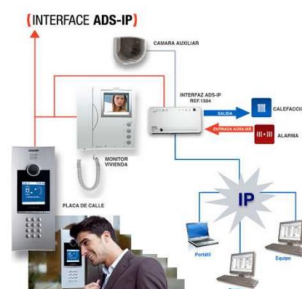 (INTERFACE ADS-IP)
CAMARA AUXILIAR
INTERFAZ ADS-IP
REF.1504
SALIDA
CALEFACCIÓ
ENTRADA AUXILIAR
ALARMA
MONITOR
VIVIENDA
PLACA DE CALLE
IP
Portátil
Equipo